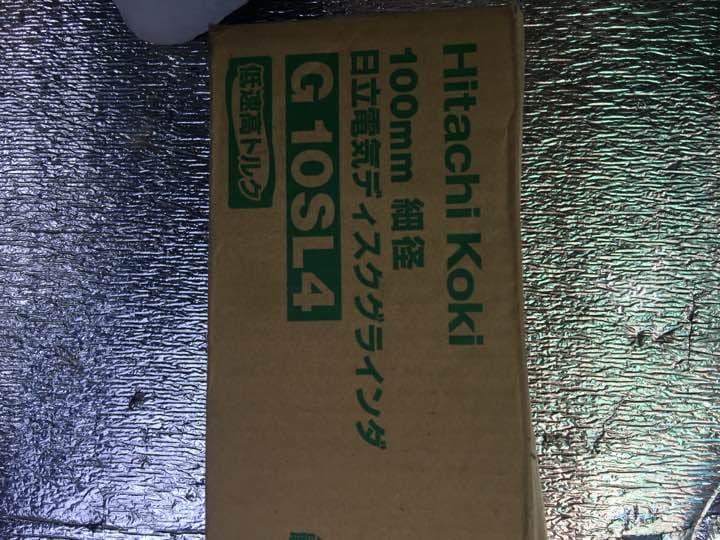 Hitachi Koki
100mm 細径
日立電気ディスクグラインダ
G 10SL4
低速高トルク